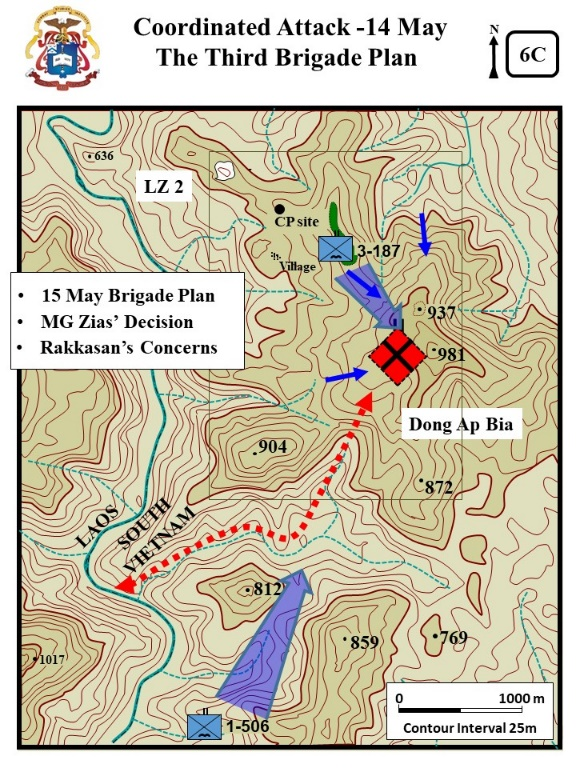 Coordinated Attack -14 May
The Third Brigade Plan
N
6C
636
LZ 2
CP site
3-187
Village
• 15 May Brigade Plan
• MG Zias’ Decision
• Rakkasan’s Concerns
937
981
Dong Ap Bia
904
872
LAOS
SOUTH
VIETNAM
812
859
769
1017
0 1000 m
Contour Interval 25m
1-506